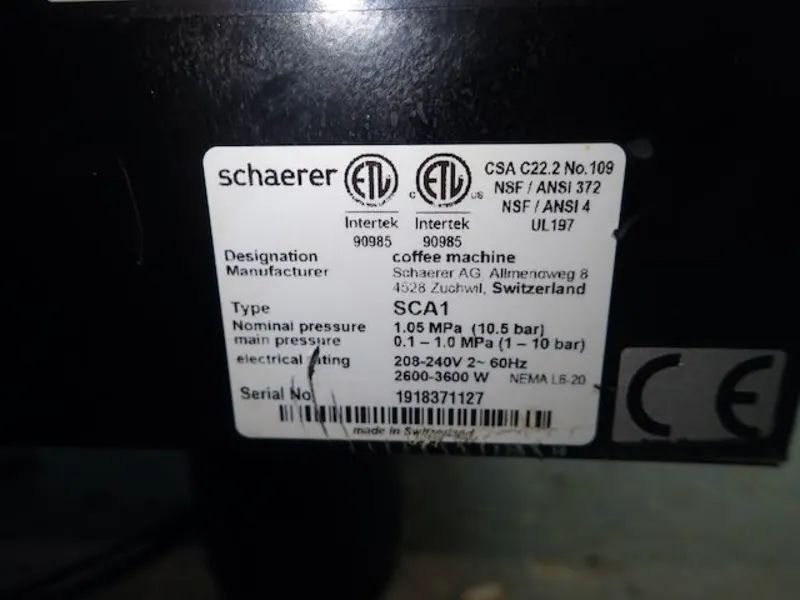 schaerer
ETL ETL
C US
Intertek Intertek
90985 90985
CSA C22.2 No.109
NSF / ANSI 372
NSF / ANSI 4
UL197
Designation coffee machine
Manufacturer Schaerer AG, Allmendweg 8
4528 Zuchwil, Switzerland
Type SCA1
Nominal pressure 1.05 MPa (10.5 bar)
main pressure 0.1 – 1.0 MPa (1 – 10 bar)
electrical rating 208-240V 2~ 60Hz
2600-3600 W NEMA L6-20
Serial No 1918371127
made in Switzerland
CE